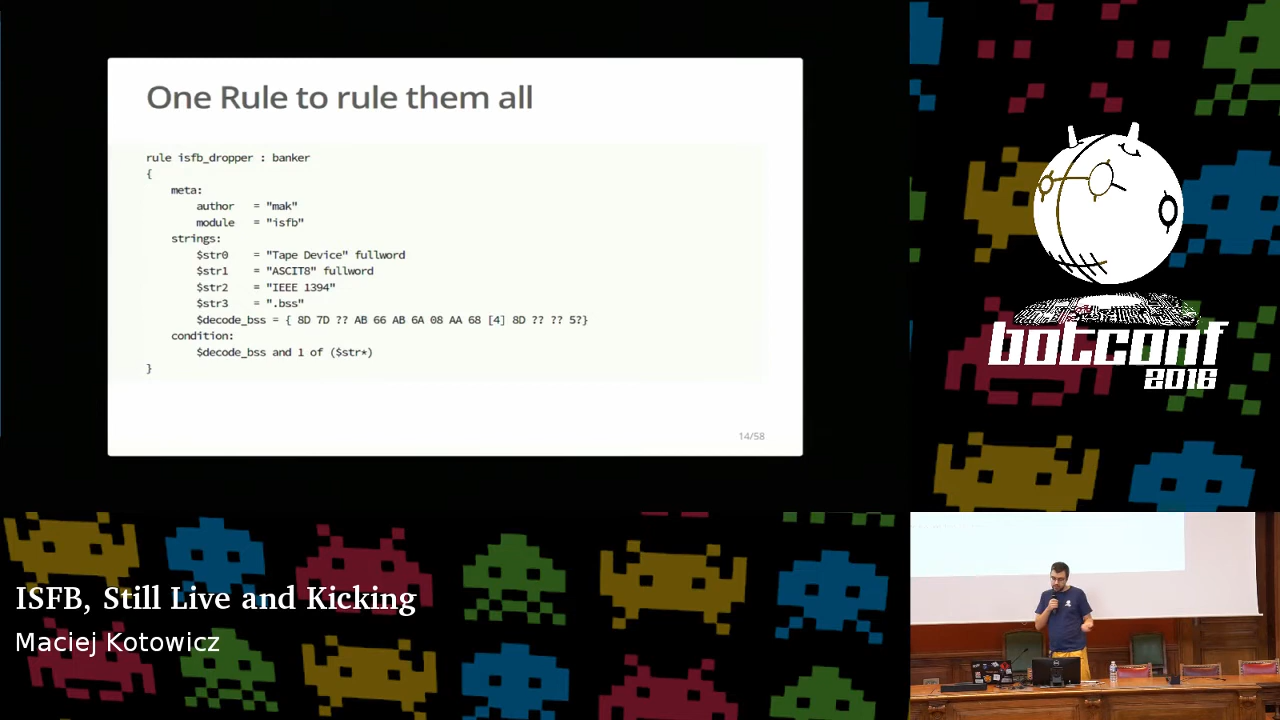 One Rule to rule them all
rule isfb_dropper : banker
{
meta:
author = "mak"
module = "isfb"
strings:
$str0 = "Tape Device" fullword
$str1 = "ASCIT8" fullword
$str2 = "IEEE 1394"
$str3 = ".bss"
$decode_bss = { 8D 7D ?? AB 66 AB 6A 08 AA 68 [4] 8D ?? ?? 5?}
condition:
$decode_bss and 1 of ($str*)
}
14/58
botconf
2016
ISFB, Still Live and Kicking
Maciej Kotowicz